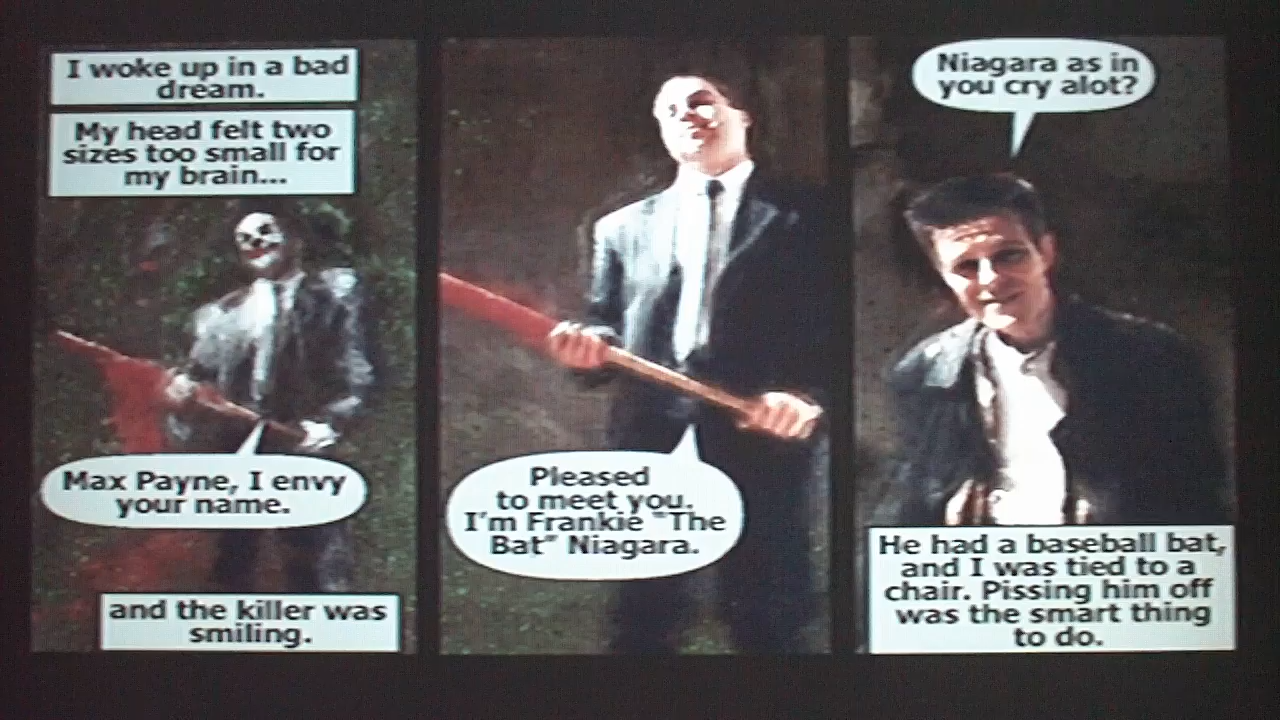 I woke up in a bad
dream.
My head felt two
sizes too small for
my brain...
Max Payne, I envy
your name.
and the killer was
smiling.
Pleased
to meet you.
I'm Frankie "The
Bat" Niagara.
Niagara as in
you cry alot?
He had a baseball bat,
and I was tied to a
chair. Pissing him off
was the smart thing
to do.